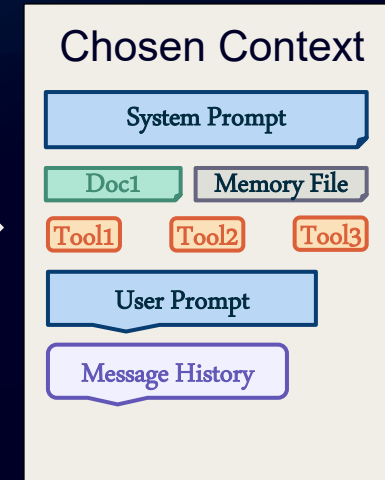 Chosen Context
System Prompt
Doc1 Memory File
Tool1 Tool2 Tool3
User Prompt
Message History